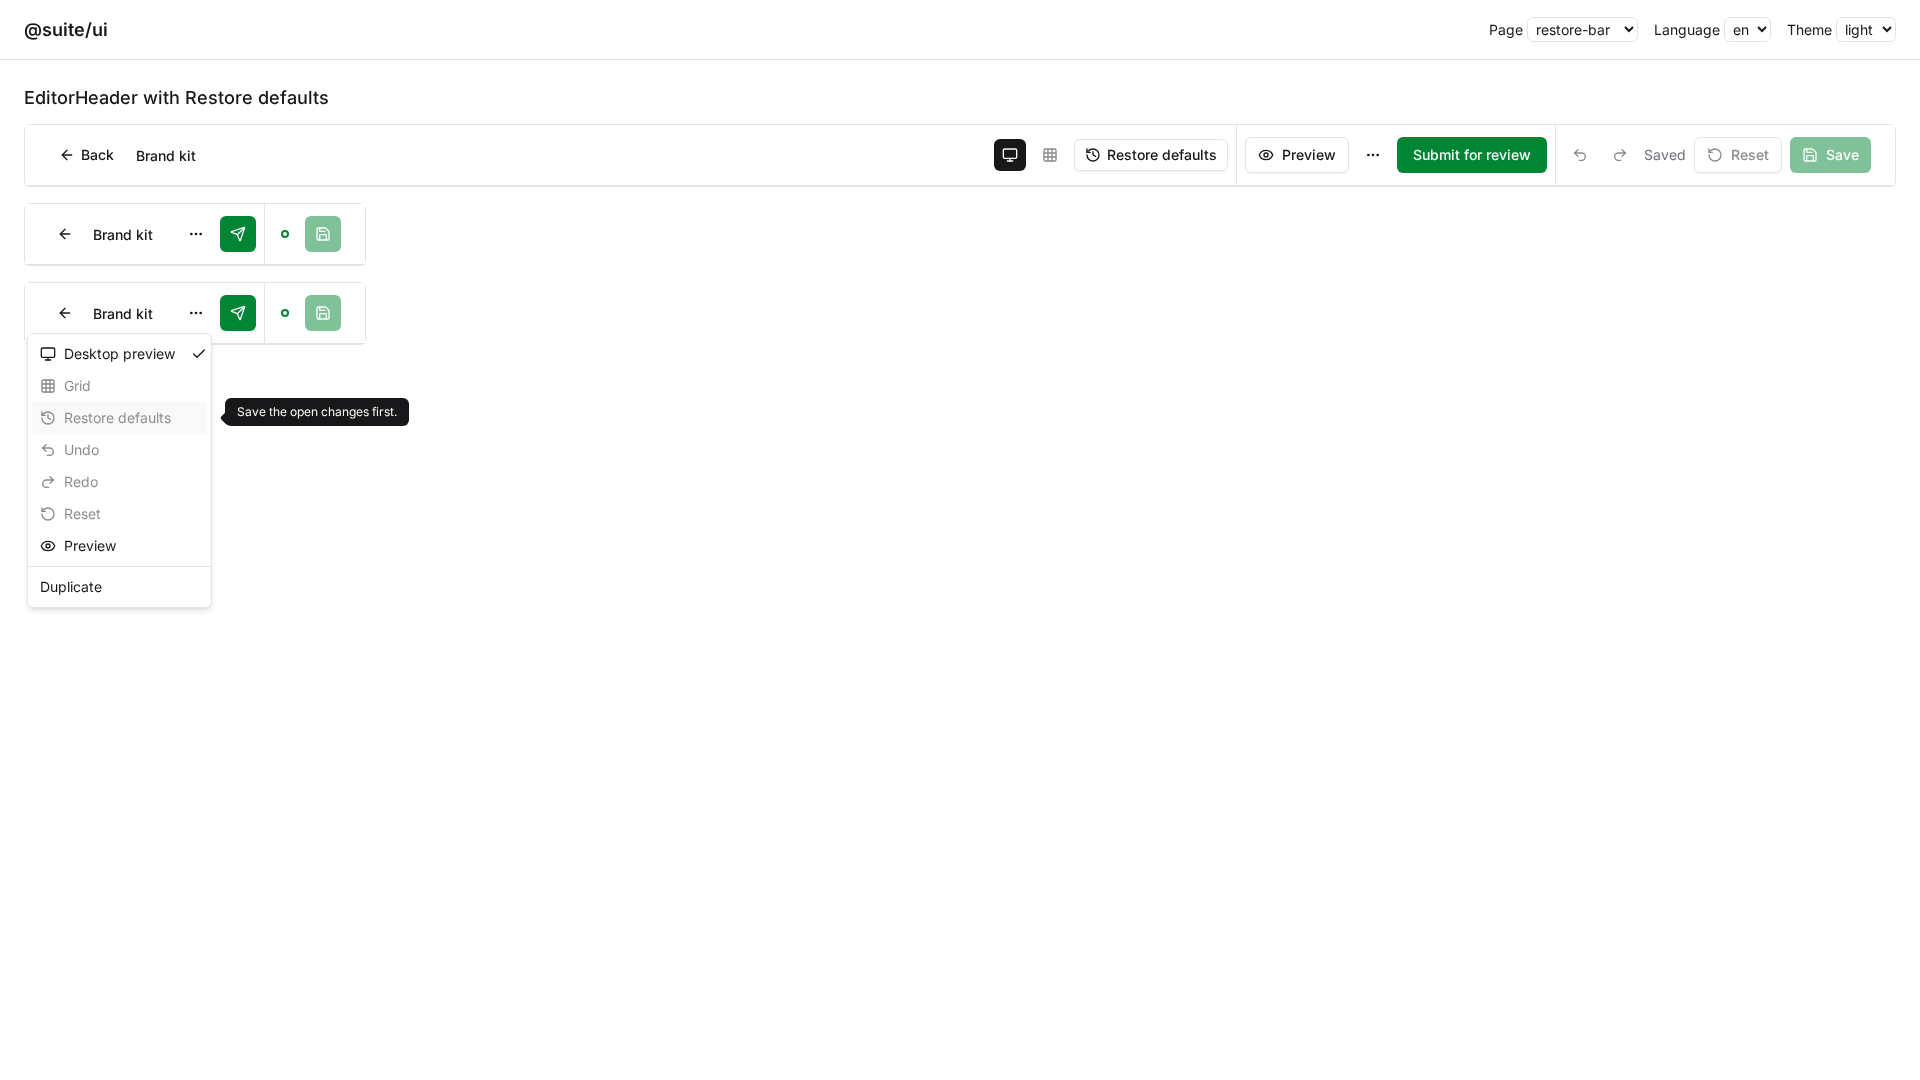 @suite/ui
Page restore-bar Language en Theme light
EditorHeader with Restore defaults
Back Brand kit Restore defaults Preview Submit for review Saved Reset Save
Brand kit
Brand kit
Desktop preview
Grid
Restore defaults
Save the open changes first.
Undo
Redo
Reset
Preview
Duplicate